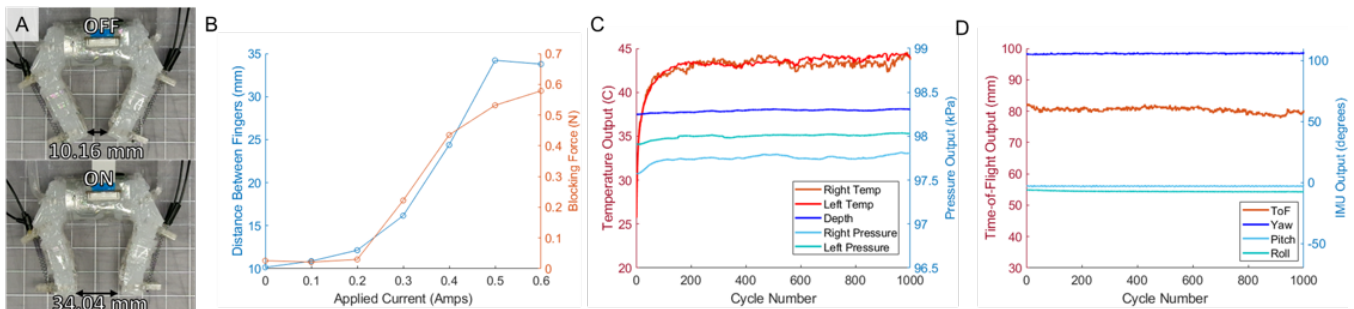 A
OFF
10.16 mm
ON
34.04 mm
B
Distance Between Fingers (mm)
35
30
25
20
15
10
0
0.1
0.2
0.3
0.4
0.5
0.6
Applied Current (Amps)
0.7
0.6
0.5
0.4
0.3
0.2
0.1
0
Blocking Force (N)
C
Temperature Output (C)
45
40
35
30
25
20
0
200
400
600
800
1000
Cycle Number
99
98.5
98
97.5
97
96.5
Pressure Output (kPa)
Right Temp
Left Temp
Depth
Right Pressure
Left Pressure
D
Time-of-Flight Output (mm)
100
90
80
70
60
50
40
30
0
200
400
600
800
1000
Cycle Number
100
50
0
-50
IMU Output (degrees)
ToF
Yaw
Pitch
Roll